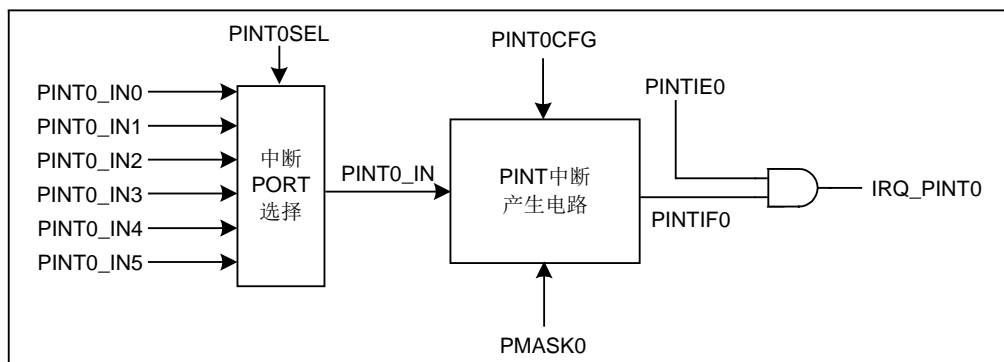 PINT0SEL
PINT0CFG
PINTIE0
PINT0_IN0
PINT0_IN1
PINT0_IN2
PINT0_IN3
PINT0_IN4
PINT0_IN5
中断
PORT
选择
PINT0_IN
PINT中断
产生电路
PINTIF0
IRQ_PINT0
PMASK0